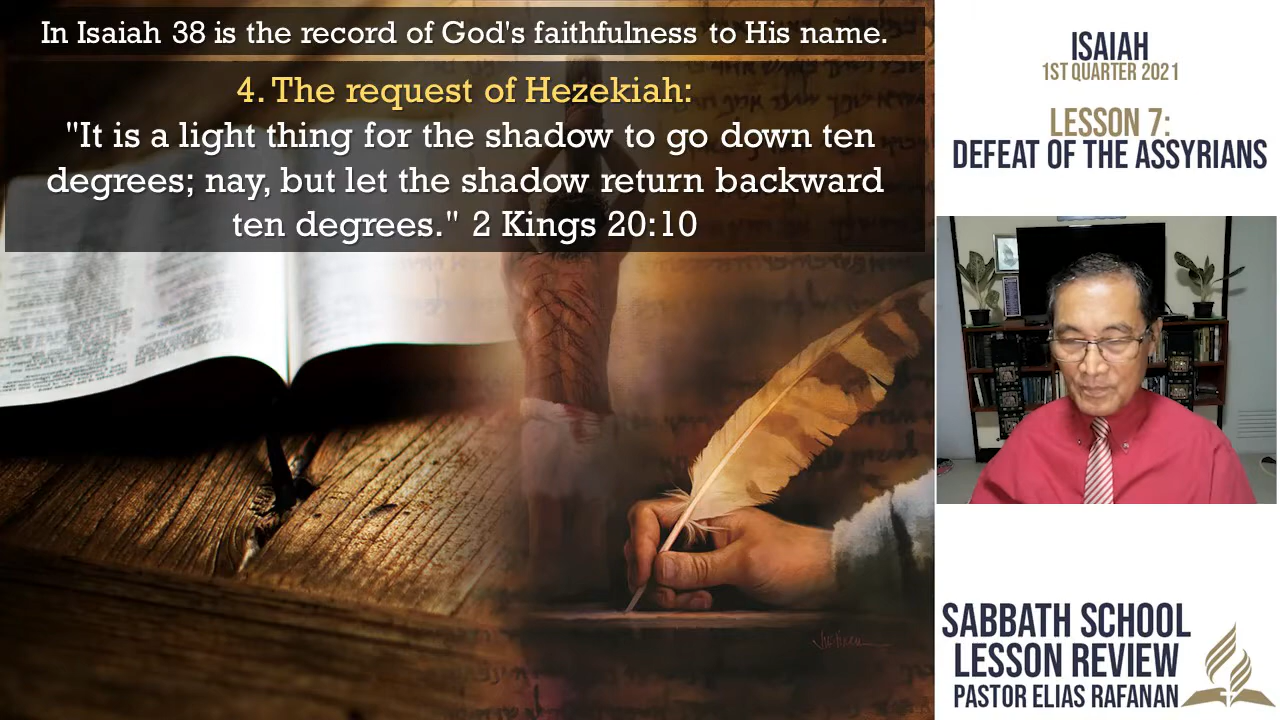 In Isaiah 38 is the record of God's faithfulness to His name.
4. The request of Hezekiah:
"It is a light thing for the shadow to go down ten
degrees; nay, but let the shadow return backward
ten degrees." 2 Kings 20:10
ISAIAH
1ST QUARTER 2021
LESSON 7:
DEFEAT OF THE ASSYRIANS
SABBATH SCHOOL
LESSON REVIEW
PASTOR ELIAS RAFANAN